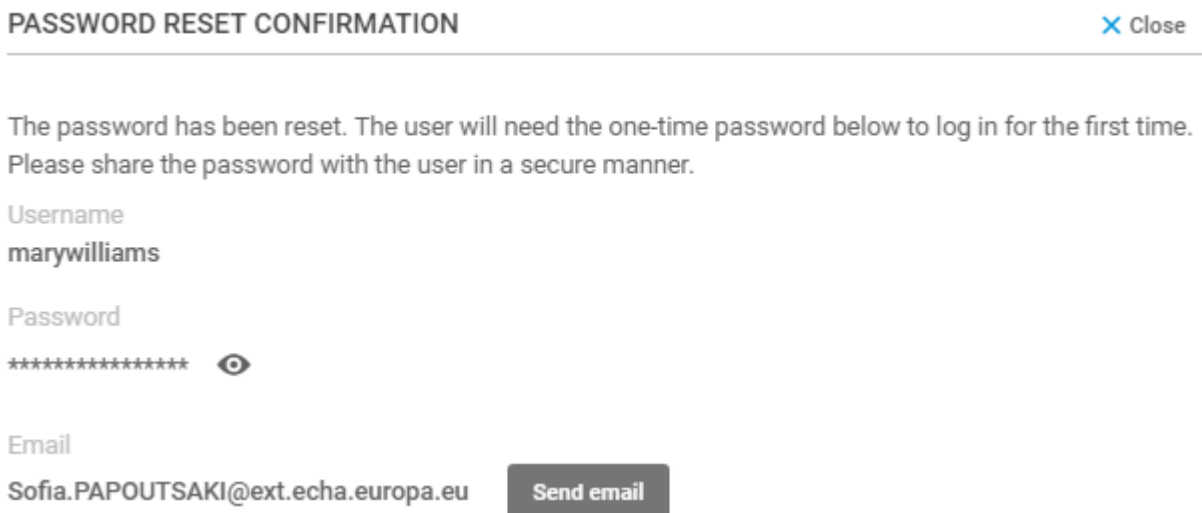 PASSWORD RESET CONFIRMATION
Close
The password has been reset. The user will need the one-time password below to log in for the first time.
Please share the password with the user in a secure manner.
Username
marywilliams
Password
****************
Email
Sofia.PAPOUTSAKI@ext.echa.europa.eu
Send email